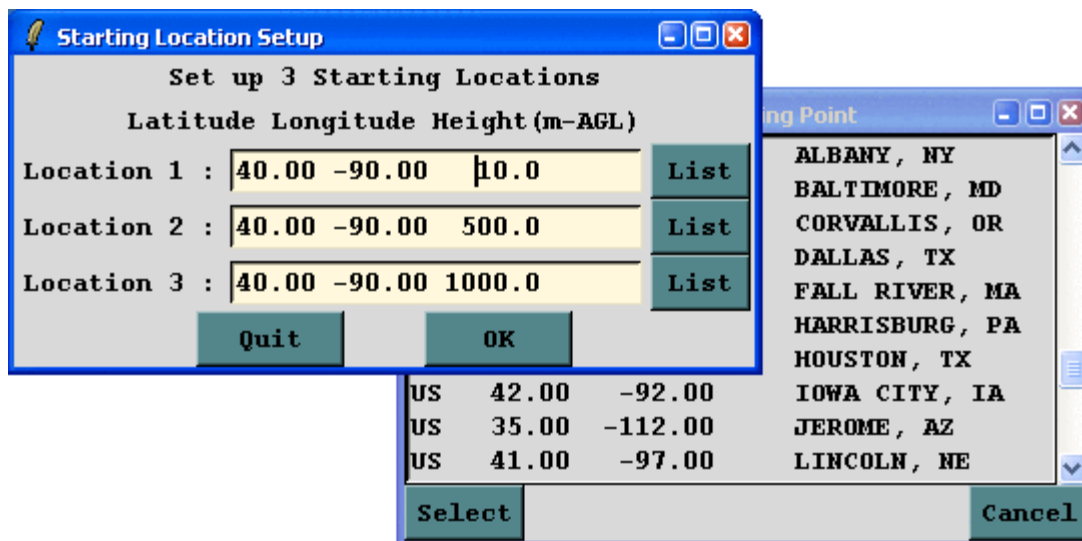 Starting Location Setup
Set up 3 Starting Locations
Latitude Longitude Height(m-AGL)
Location 1 : 40.00 -90.00 10.0 List
Location 2 : 40.00 -90.00 500.0 List
Location 3 : 40.00 -90.00 1000.0 List
Quit OK
ing Point
ALBANY, NY
BALTIMORE, MD
CORVALLIS, OR
DALLAS, TX
FALL RIVER, MA
HARRISBURG, PA
HOUSTON, TX
US 42.00 -92.00 IOWA CITY, IA
US 35.00 -112.00 JEROME, AZ
US 41.00 -97.00 LINCOLN, NE
Select Cancel